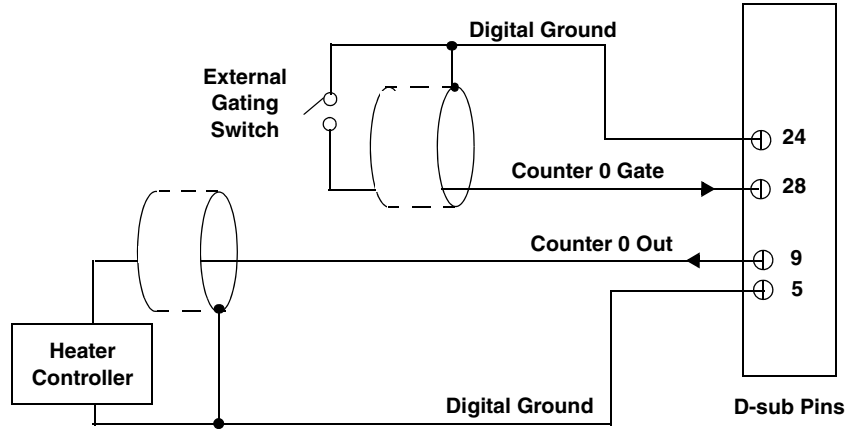 Digital Ground
External
Gating
Switch
24
Counter 0 Gate
28
Counter 0 Out
9
5
Heater
Controller
Digital Ground
D-sub Pins